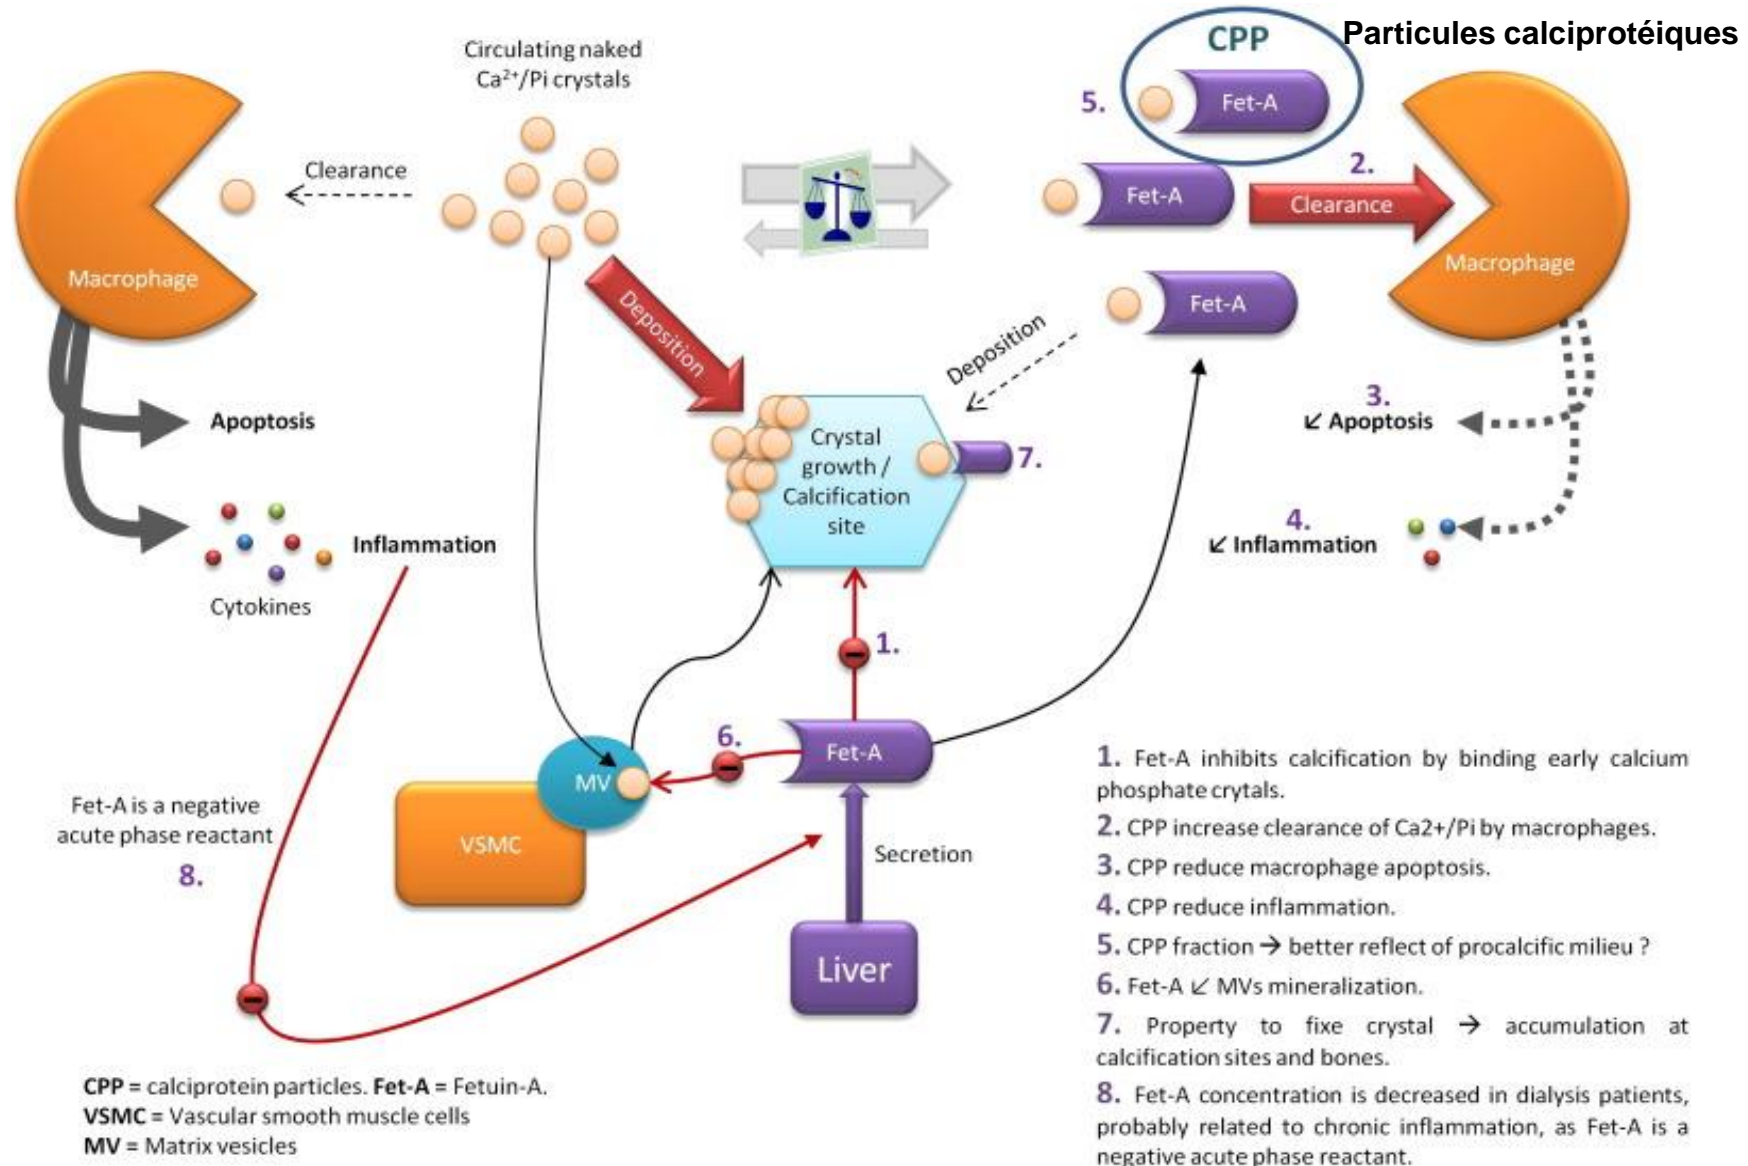 Particules calciprotéiques
Circulating naked
Ca²⁺/Pi crystals
CPP
5.
Fet-A
Clearance
2.
Fet-A
Clearance
Macrophage
Macrophage
Fet-A
Deposition
Deposition
Apoptosis
3.
↙ Apoptosis
Crystal
growth /
Calcification
site
7.
4.
↙ Inflammation
Inflammation
Cytokines
1.
6.
Fet-A
MV
VSMC
Fet-A is a negative
acute phase reactant
8.
Secretion
Liver
1. Fet-A inhibits calcification by binding early calcium
phosphate crytals.
2. CPP increase clearance of Ca2+/Pi by macrophages.
3. CPP reduce macrophage apoptosis.
4. CPP reduce inflammation.
5. CPP fraction → better reflect of procalcific milieu ?
6. Fet-A ↙ MVs mineralization.
7. Property to fixe crystal → accumulation at
calcification sites and bones.
8. Fet-A concentration is decreased in dialysis patients,
probably related to chronic inflammation, as Fet-A is a
negative acute phase reactant.
CPP = calciprotein particles. Fet-A = Fetuin-A.
VSMC = Vascular smooth muscle cells
MV = Matrix vesicles